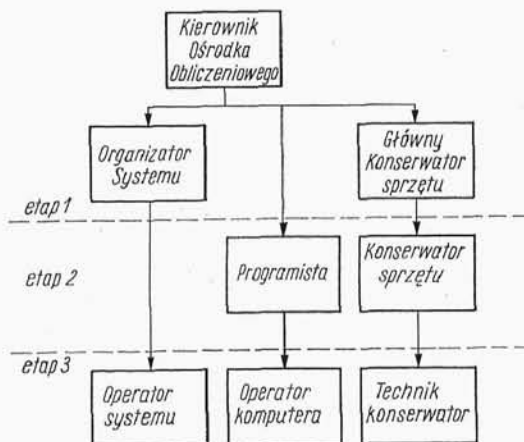 Kierownik
Ośrodka
Obliczeniowego
Organizator
Systemu
Główny
Konserwator
sprzętu
etap 1
etap 2
Programista
Konserwator
sprzętu
etap 3
Operator
systemu
Operator
komputera
Technik
konserwator